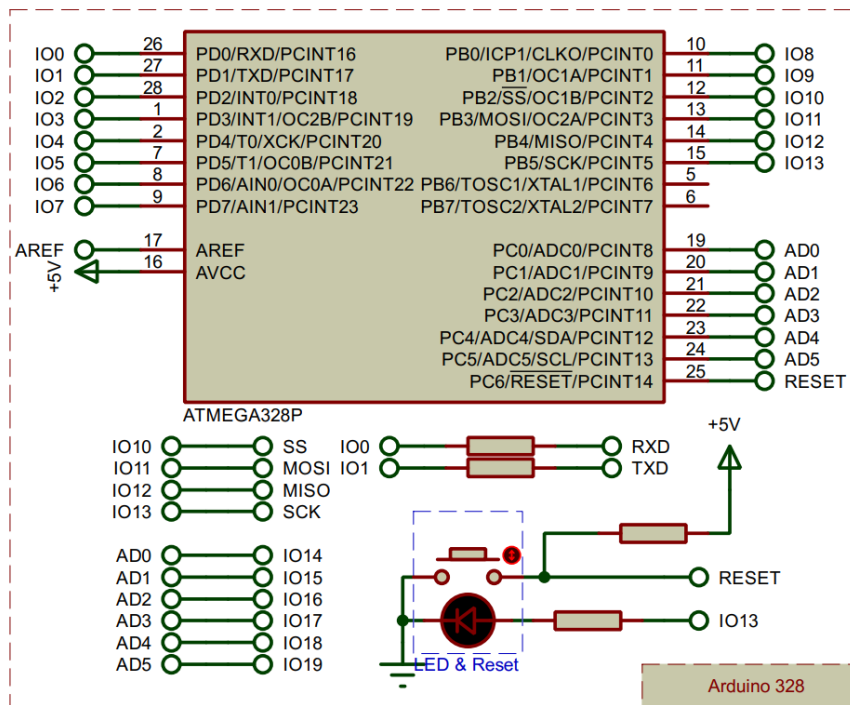 IO0 26 PD0/RXD/PCINT16 PB0/ICP1/CLKO/PCINT0 10 IO8
IO1 27 PD1/TXD/PCINT17 PB1/OC1A/PCINT1 11 IO9
IO2 28 PD2/INT0/PCINT18 PB2/SS/OC1B/PCINT2 12 IO10
IO3 1 PD3/INT1/OC2B/PCINT19 PB3/MOSI/OC2A/PCINT3 13 IO11
IO4 2 PD4/T0/XCK/PCINT20 PB4/MISO/PCINT4 14 IO12
IO5 7 PD5/T1/OC0B/PCINT21 PB5/SCK/PCINT5 15 IO13
IO6 8 PD6/AIN0/OC0A/PCINT22 PB6/TOSC1/XTAL1/PCINT6 5
IO7 9 PD7/AIN1/PCINT23 PB7/TOSC2/XTAL2/PCINT7 6
AREF 17 AREF PC0/ADC0/PCINT8 19 AD0
+5V 16 AVCC PC1/ADC1/PCINT9 20 AD1
PC2/ADC2/PCINT10 21 AD2
PC3/ADC3/PCINT11 22 AD3
PC4/ADC4/SDA/PCINT12 23 AD4
PC5/ADC5/SCL/PCINT13 24 AD5
PC6/RESET/PCINT14 25 RESET
ATMEGA328P
+5V
IO10 SS IO0 RXD
IO11 MOSI IO1 TXD
IO12 MISO
IO13 SCK
AD0 IO14
AD1 IO15 RESET
AD2 IO16
AD3 IO17 IO13
AD4 IO18
AD5 IO19 LED & Reset
Arduino 328